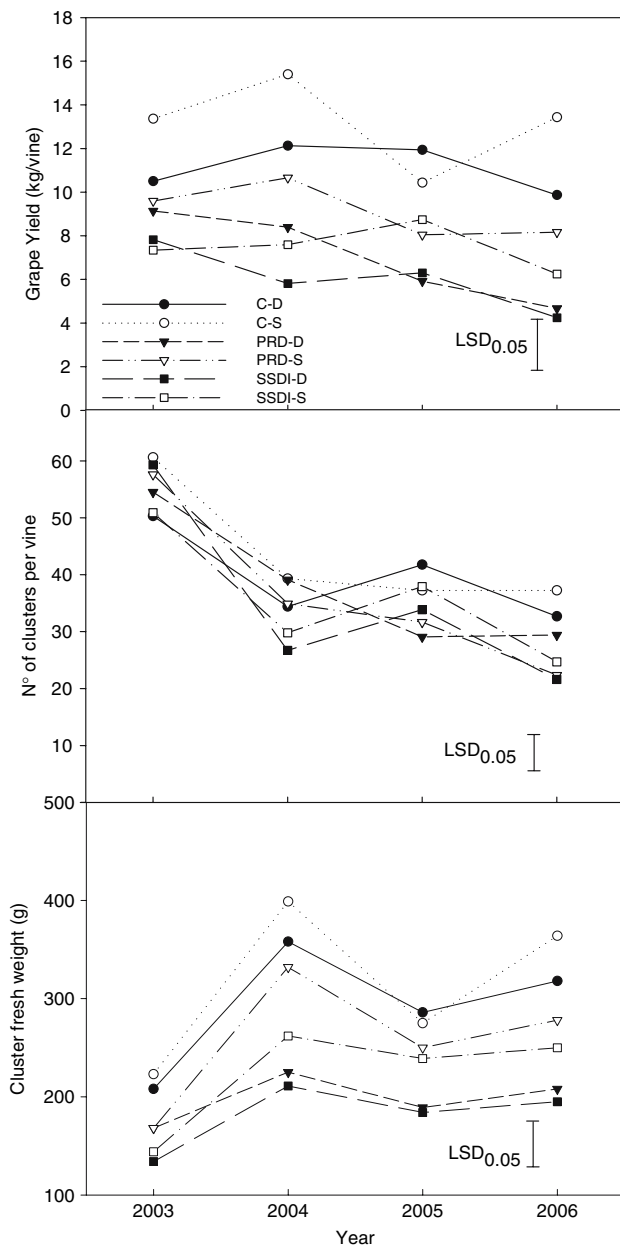 18
16
14
12
10
8
6
4
2
0
Grape Yield (kg/vine)
C-D
C-S
PRD-D
PRD-S
SSDI-D
SSDI-S
LSD0.05
60
50
40
30
20
10
N° of clusters per vine
LSD0.05
500
400
300
200
100
Cluster fresh weight (g)
LSD0.05
2003 2004 2005 2006
Year